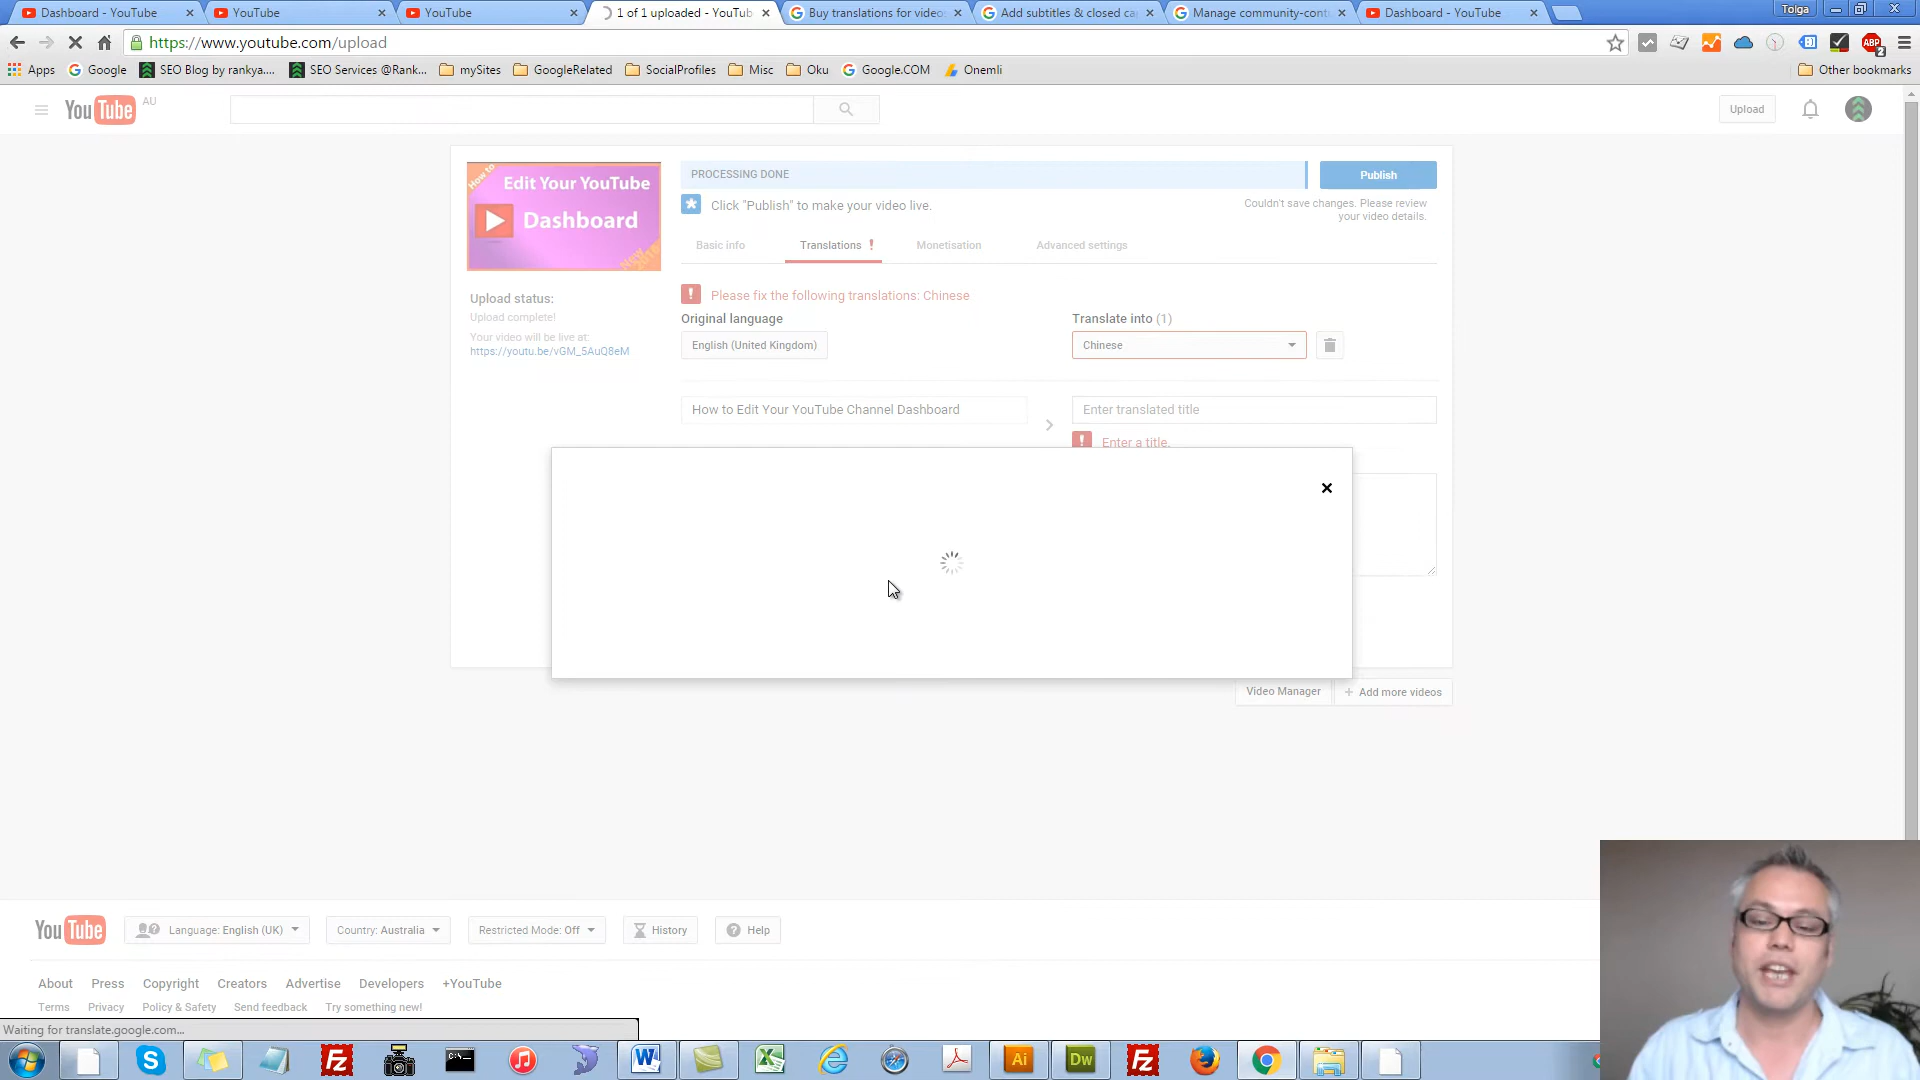 Dashboard - YouTube
YouTube
YouTube
1 of 1 uploaded - YouTub
Buy translations for video
Add subtitles & closed ca
Manage community-cont
Dashboard - YouTube
Tolga
https://www.youtube.com/upload
ABP
2
Apps
Google
SEO Blog by rankya....
SEO Services @Rank...
mySites
GoogleRelated
SocialProfiles
Misc
Oku
Google.COM
Onemli
Other bookmarks
YouTube
AU
Upload
How to
Edit Your YouTube
Dashboard
PROCESSING DONE
Publish
Click "Publish" to make your video live.
Couldn't save changes. Please review
your video details.
Basic info
Translations !
Monetisation
Advanced settings
Upload status:
Upload complete!
Your video will be live at:
https://youtu.be/vGM_5AuQ8eM
! Please fix the following translations: Chinese
Original language
Translate into (1)
English (United Kingdom)
Chinese
How to Edit Your YouTube Channel Dashboard
Enter translated title
! Enter a title.
Video Manager
+ Add more videos
YouTube
Language: English (UK)
Country: Australia
Restricted Mode: Off
History
Help
About
Press
Copyright
Creators
Advertise
Developers
+YouTube
Terms
Privacy
Policy & Safety
Send feedback
Try something new!
Waiting for translate.google.com...
Ai
Dw